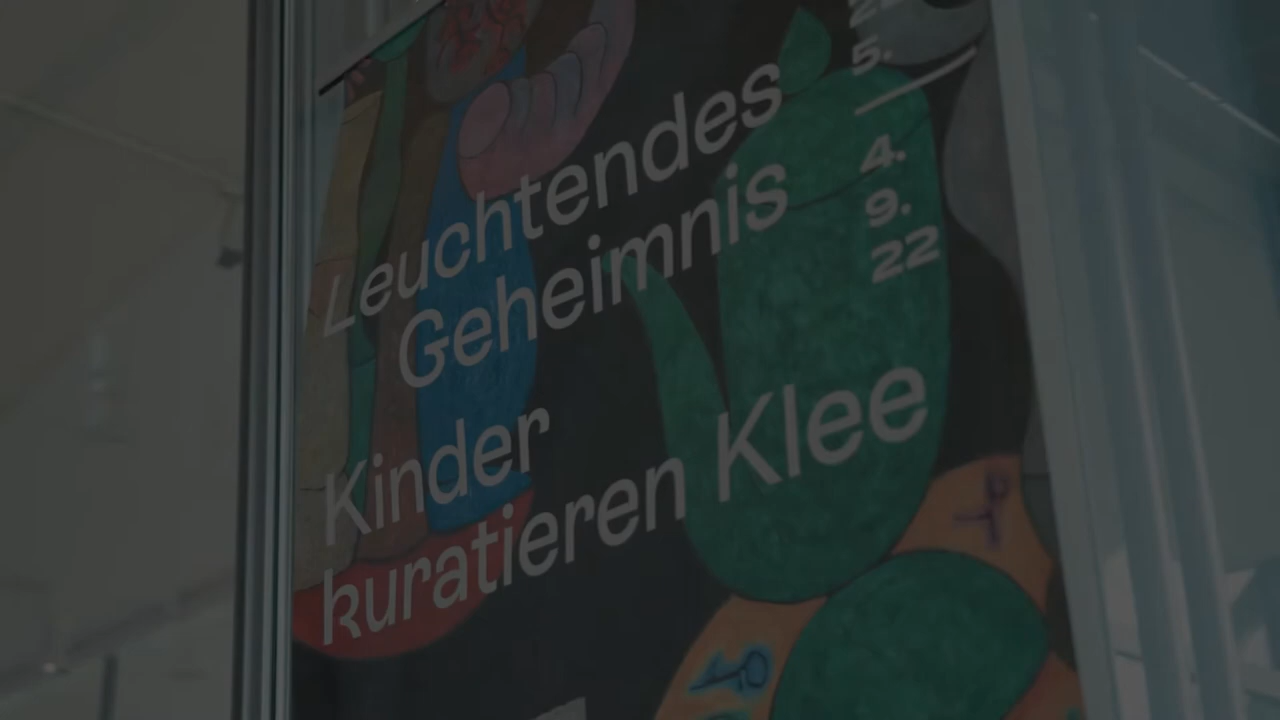 Leuchtendes
Geheimnis
Kinder
kuratieren Klee
5.
4.
9.
22